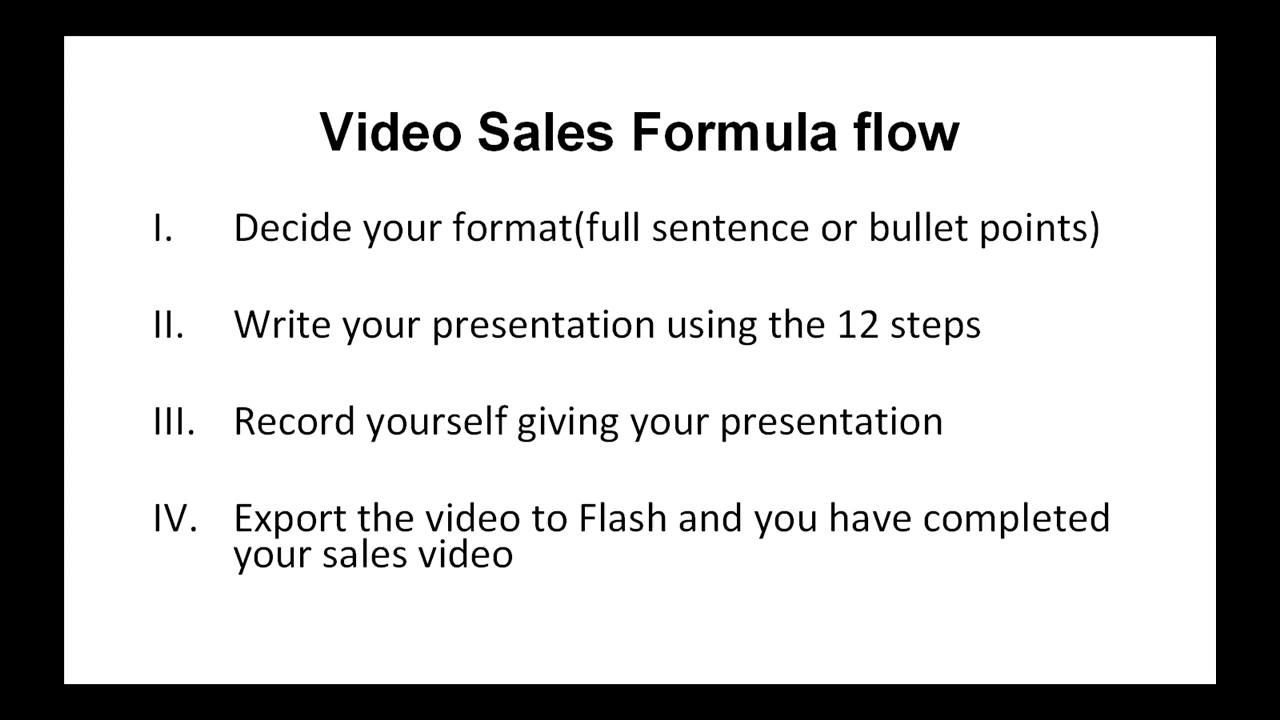 Video Sales Formula flow
I. Decide your format(full sentence or bullet points)
II. Write your presentation using the 12 steps
III. Record yourself giving your presentation
IV. Export the video to Flash and you have completed
your sales video